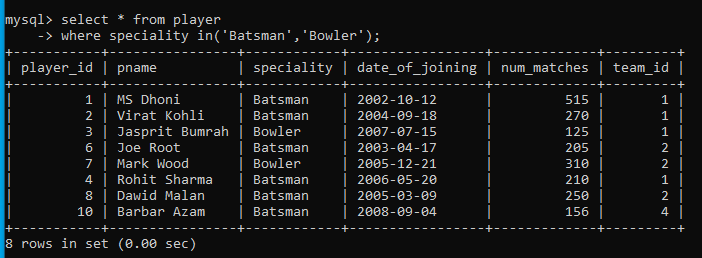 mysql> select * from player
    -> where speciality in('Batsman','Bowler');
+-----------+----------------+------------+-----------------+-------------+---------+
| player_id | pname          | speciality | date_of_joining | num_matches | team_id |
+-----------+----------------+------------+-----------------+-------------+---------+
|         1 | MS Dhoni       | Batsman    | 2002-10-12      |         515 |       1 |
|         2 | Virat Kohli    | Batsman    | 2004-09-18      |         270 |       1 |
|         3 | Jasprit Bumrah | Bowler     | 2007-07-15      |         125 |       1 |
|         6 | Joe Root       | Batsman    | 2003-04-17      |         205 |       2 |
|         7 | Mark Wood      | Bowler     | 2005-12-21      |         310 |       2 |
|         4 | Rohit Sharma   | Batsman    | 2006-05-20      |         210 |       1 |
|         8 | Dawid Malan    | Batsman    | 2005-03-09      |         250 |       2 |
|        10 | Barbar Azam    | Batsman    | 2008-09-04      |         156 |       4 |
+-----------+----------------+------------+-----------------+-------------+---------+
8 rows in set (0.00 sec)